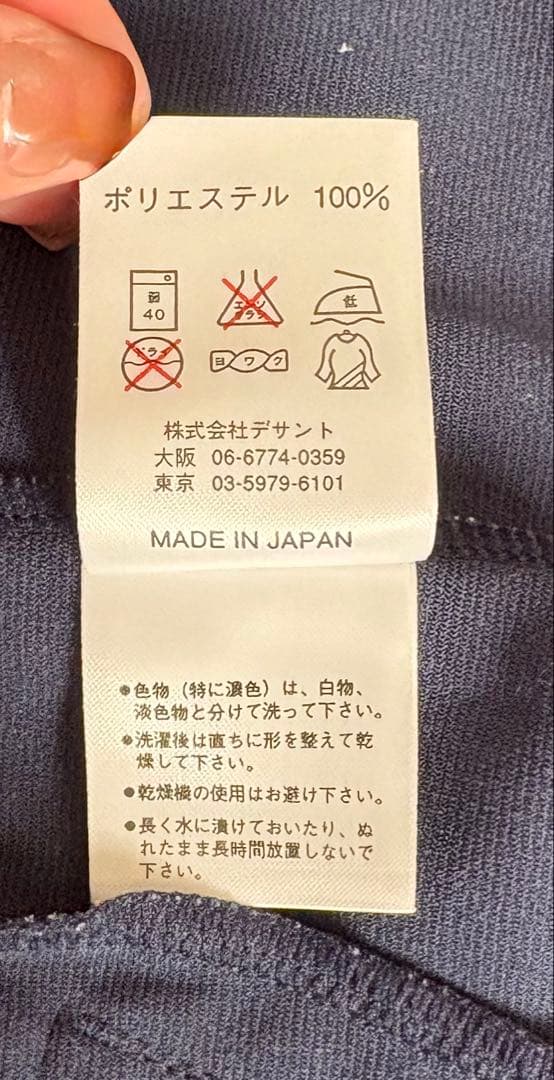 ポリエステル 100%
40
エンソ
低
ドライ
ヨワク
株式会社デサント
大阪 06-6774-0359
東京 03-5979-6101
MADE IN JAPAN
●色物（特に濃色）は、白物、
淡色物と分けて洗って下さい。
●洗濯後は直ちに形を整えて乾
燥して下さい。
●乾燥機の使用はお避け下さい。
●長く水に漬けておいたり、ぬ
れたまま長時間放置しないで
下さい。